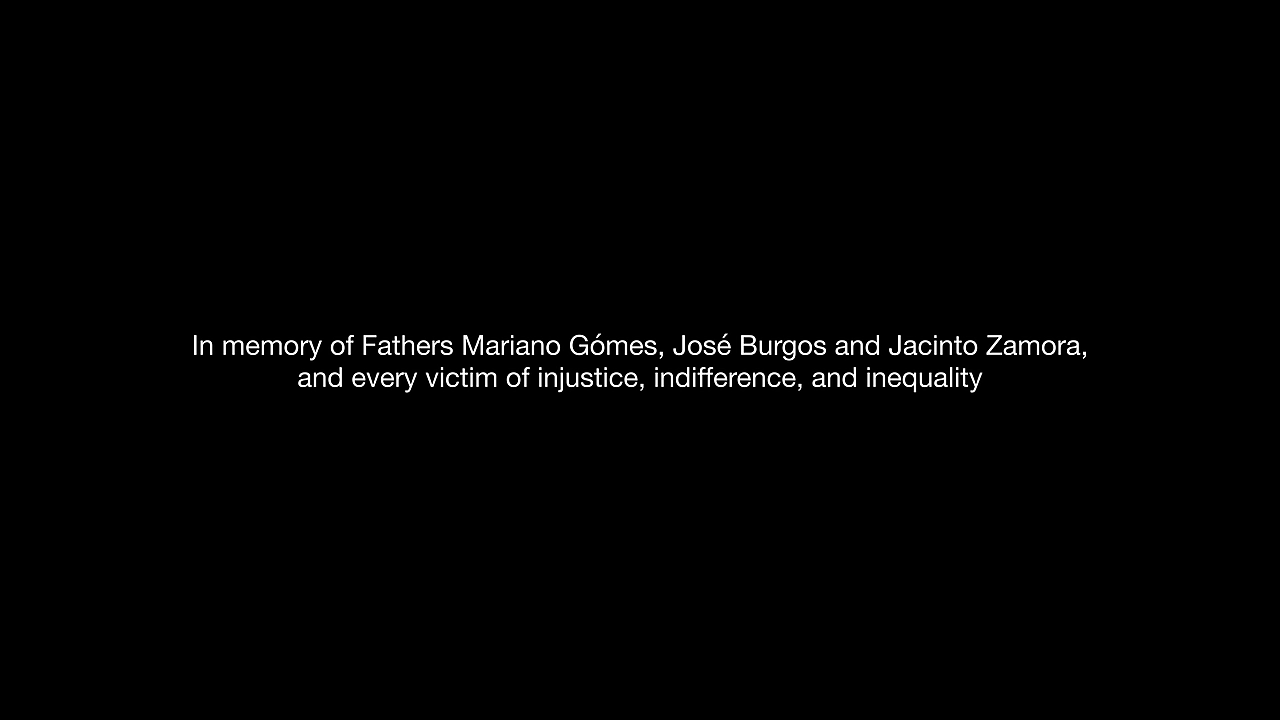 In memory of Fathers Mariano Gómes, José Burgos and Jacinto Zamora,
and every victim of injustice, indifference, and inequality